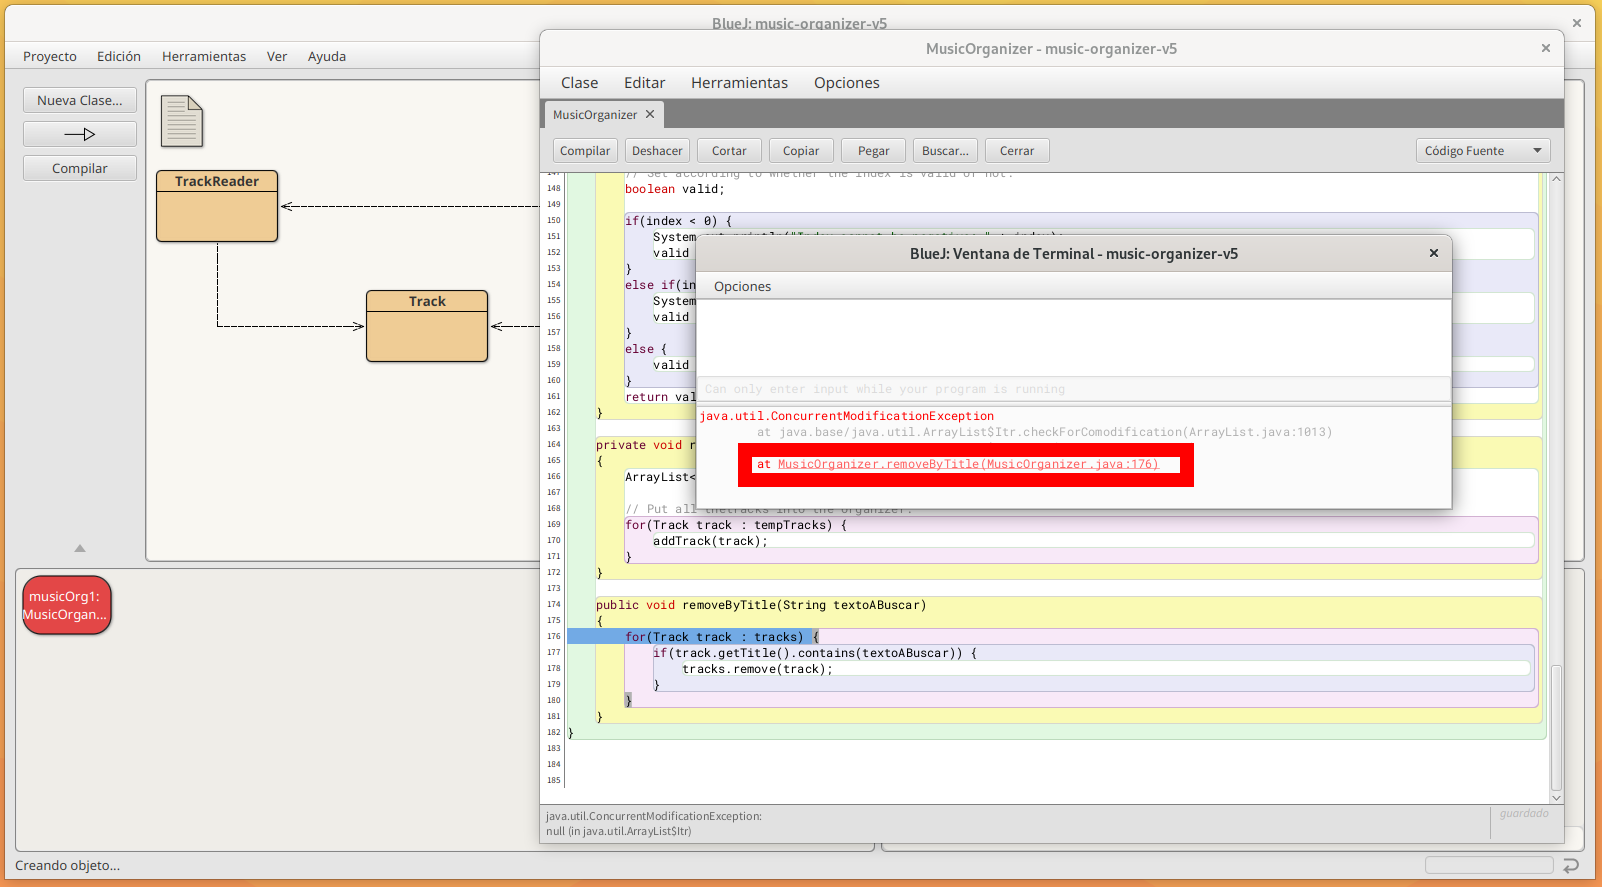 BlueJ: music-organizer-v5
Proyecto Edición Herramientas Ver Ayuda
Nueva Clase...
Compilar
TrackReader
Track
musicOrg1:
MusicOrgan...
Creando objeto...
MusicOrganizer - music-organizer-v5
Clase Editar Herramientas Opciones
MusicOrganizer
Compilar Deshacer Cortar Copiar Pegar Buscar... Cerrar Código Fuente
147 // Set according to whether the index is valid or not.
148 boolean valid;
149
150 if(index < 0) {
151 System.out.println("Index cannot be negative: " + index);
152 valid
153 }
154 else if(in
155 System
156 valid
157 }
158 else {
159 valid
160 }
161 return val
162 }
163
164 private void r
165 {
166 ArrayList<
167
168 // Put all thetracks into the organizer.
169 for(Track track : tempTracks) {
170 addTrack(track);
171 }
172 }
173
174 public void removeByTitle(String textoABuscar)
175 {
176 for(Track track : tracks) {
177 if(track.getTitle().contains(textoABuscar)) {
178 tracks.remove(track);
179 }
180 }
181 }
182 }
183
184
185
java.util.ConcurrentModificationException:
null (in java.util.ArrayList$Itr)
guardado
BlueJ: Ventana de Terminal - music-organizer-v5
Opciones
Can only enter input while your program is running
java.util.ConcurrentModificationException
at java.base/java.util.ArrayList$Itr.checkForComodification(ArrayList.java:1013)
at MusicOrganizer.removeByTitle(MusicOrganizer.java:176)